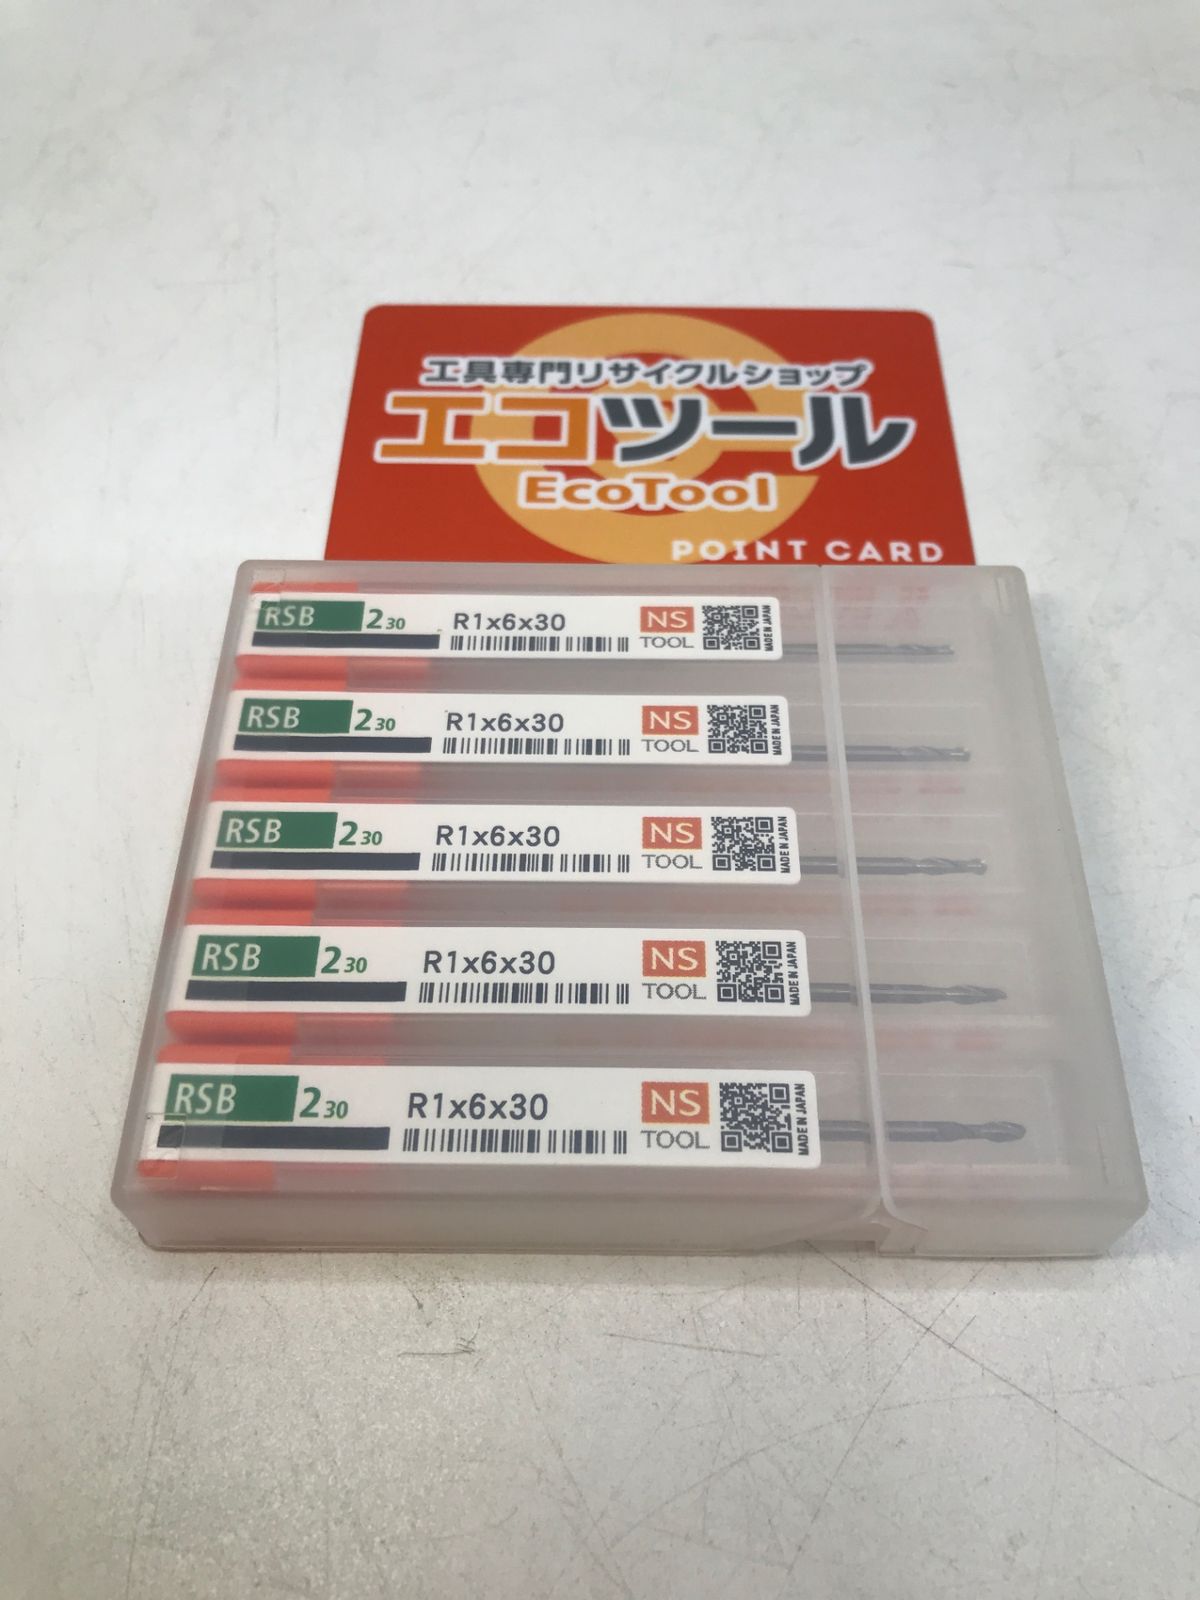 工具専門リサイクルショップ
エコツール
EcoTool
POINT CARD
RSB 2 30 R1x6x30 NS TOOL MADE IN JAPAN
RSB 2 30 R1x6x30 NS TOOL MADE IN JAPAN
RSB 2 30 R1x6x30 NS TOOL MADE IN JAPAN
RSB 2 30 R1x6x30 NS TOOL MADE IN JAPAN
RSB 2 30 R1x6x30 NS TOOL MADE IN JAPAN